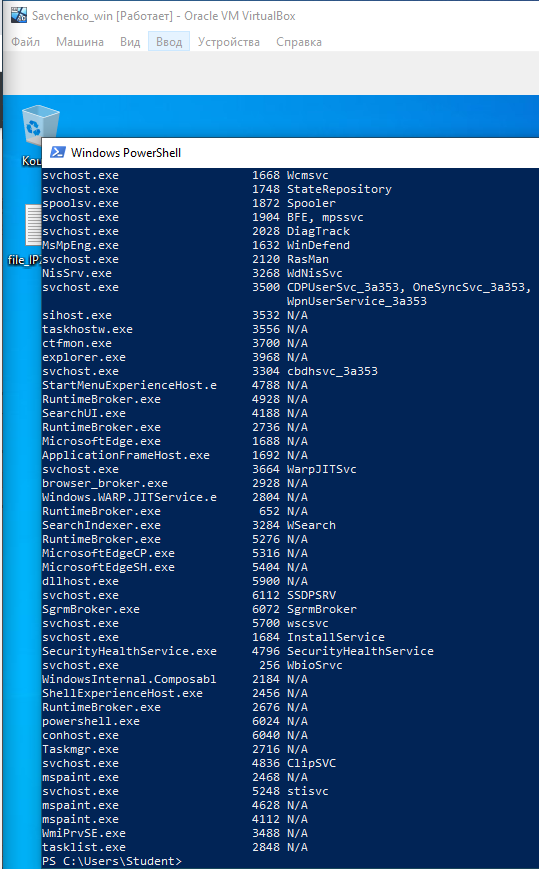 Savchenko_win [Работает] - Oracle VM VirtualBox
Файл Машина Вид Ввод Устройства Справка
Windows PowerShell
svchost.exe 1668 Wcmsvc
svchost.exe 1748 StateRepository
spoolsv.exe 1872 Spooler
svchost.exe 1904 BFE, mpssvc
svchost.exe 2028 DiagTrack
MsMpEng.exe 1632 WinDefend
svchost.exe 2120 RasMan
NisSrv.exe 3268 WdNisSvc
svchost.exe 3500 CDPUserSvc_3a353, OneSyncSvc_3a353,
WpnUserService_3a353
sihost.exe 3532 N/A
taskhostw.exe 3556 N/A
ctfmon.exe 3700 N/A
explorer.exe 3968 N/A
svchost.exe 3304 cbdhsvc_3a353
StartMenuExperienceHost.e 4788 N/A
RuntimeBroker.exe 4928 N/A
SearchUI.exe 4188 N/A
RuntimeBroker.exe 2736 N/A
MicrosoftEdge.exe 1688 N/A
ApplicationFrameHost.exe 1692 N/A
svchost.exe 3664 WarpJITSvc
browser_broker.exe 2928 N/A
Windows.WARP.JITService.e 2804 N/A
RuntimeBroker.exe 652 N/A
SearchIndexer.exe 3284 WSearch
RuntimeBroker.exe 5276 N/A
MicrosoftEdgeCP.exe 5316 N/A
MicrosoftEdgeSH.exe 5404 N/A
dllhost.exe 5900 N/A
svchost.exe 6112 SSDPSRV
SgrmBroker.exe 6072 SgrmBroker
svchost.exe 5700 wscsvc
svchost.exe 1684 InstallService
SecurityHealthService.exe 4796 SecurityHealthService
svchost.exe 256 WbioSrvc
WindowsInternal.Composabl 2184 N/A
ShellExperienceHost.exe 2456 N/A
RuntimeBroker.exe 2676 N/A
powershell.exe 6024 N/A
conhost.exe 6040 N/A
Taskmgr.exe 2716 N/A
svchost.exe 4836 ClipSVC
mspaint.exe 2468 N/A
svchost.exe 5248 stisvc
mspaint.exe 4628 N/A
mspaint.exe 4112 N/A
WmiPrvSE.exe 3488 N/A
tasklist.exe 2848 N/A
PS C:\Users\Student>